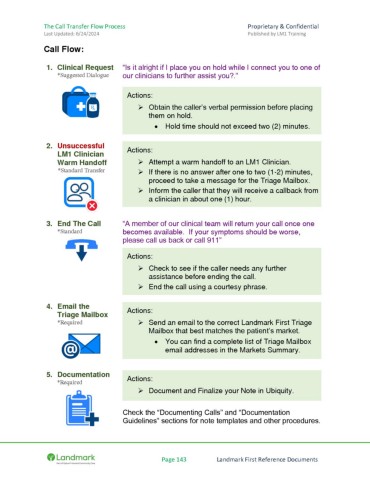 The Call Transfer Flow Process
Proprietary & Confidential
Last Updated: 6/24/2024
Published by LM1 Training
Call Flow:
1. Clinical Request
*Suggested Dialogue
"Is it alright if I place you on hold while I connect you to one of
our clinicians to further assist you?."
Actions:
➢ Obtain the caller's verbal permission before placing
them on hold.
• Hold time should not exceed two (2) minutes.
2. Unsuccessful
LM1 Clinician
Warm Handoff
*Standard Transfer
Actions:
➢ Attempt a warm handoff to an LM1 Clinician.
➢ If there is no answer after one to two (1-2) minutes,
proceed to take a message for the Triage Mailbox.
➢ Inform the caller that they will receive a callback from
a clinician in about one (1) hour.
3. End The Call
*Standard
"A member of our clinical team will return your call once one
becomes available. If your symptoms should be worse,
please call us back or call 911"
Actions:
➢ Check to see if the caller needs any further
assistance before ending the call.
➢ End the call using a courtesy phrase.
4. Email the
Triage Mailbox
*Required
Actions:
➢ Send an email to the correct Landmark First Triage
Mailbox that best matches the patient's market.
• You can find a complete list of Triage Mailbox
email addresses in the Markets Summary.
5. Documentation
*Required
Actions:
➢ Document and Finalize your Note in Ubiquity.
Check the "Documenting Calls" and "Documentation
Guidelines" sections for note templates and other procedures.
Landmark
Page 143
Landmark First Reference Documents